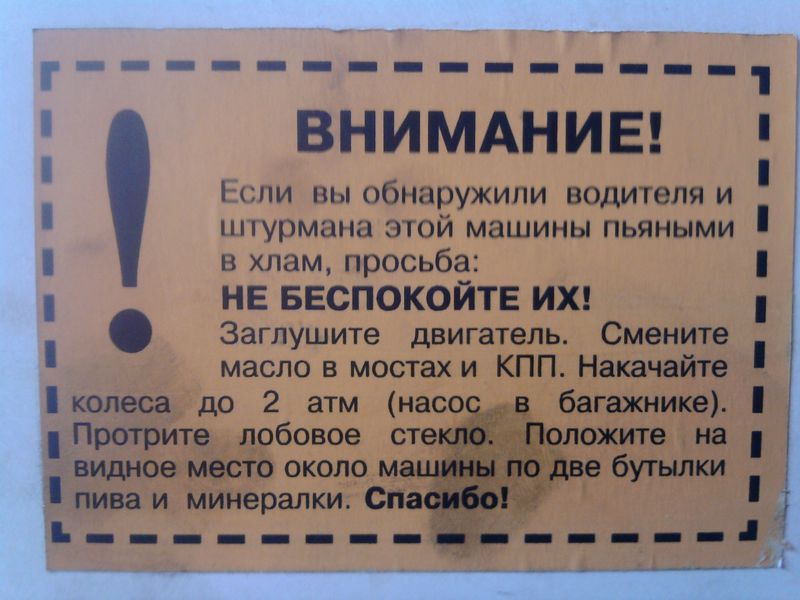 ВНИМАНИЕ!
Если вы обнаружили водителя и
штурмана этой машины пьяными
в хлам, просьба:
НЕ БЕСПОКОЙТЕ ИХ!
Заглушите двигатель. Смените
масло в мостах и КПП. Накачайте
колеса до 2 атм (насос в багажнике).
Протрите лобовое стекло. Положите на
видное место около машины по две бутылки
пива и минералки. Спасибо!